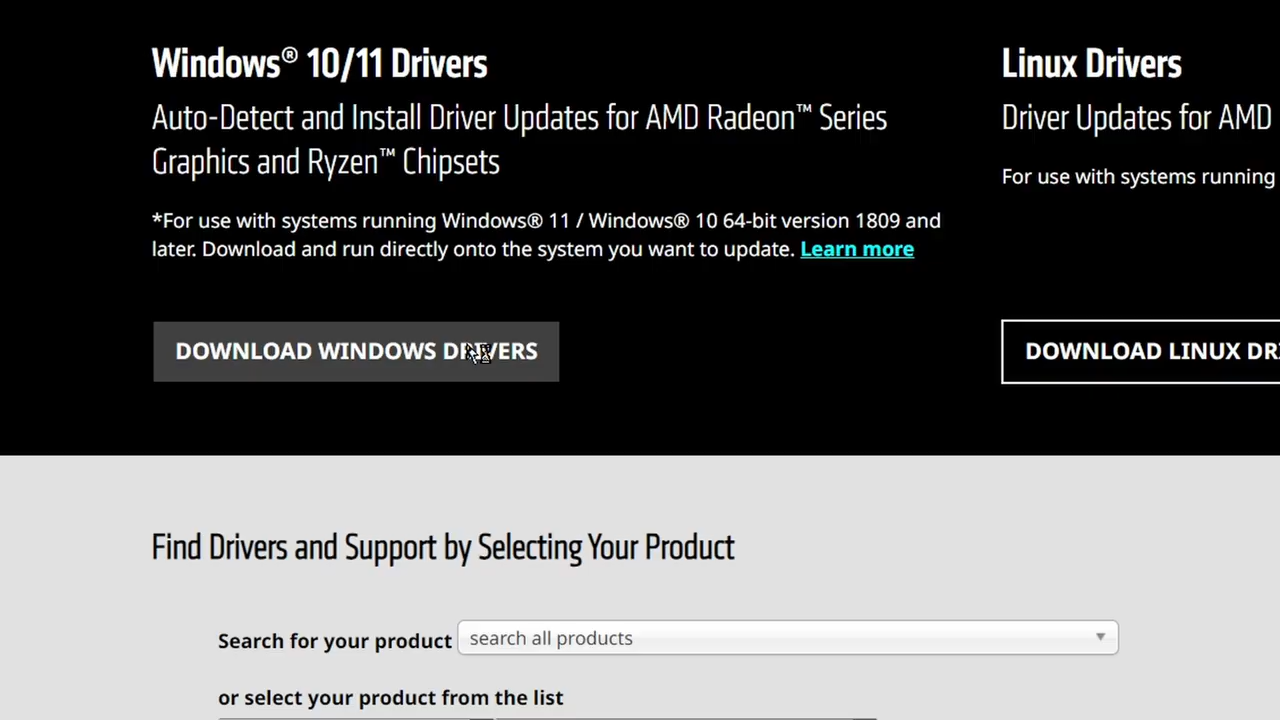 Windows® 10/11 Drivers
Auto-Detect and Install Driver Updates for AMD Radeon™ Series
Graphics and Ryzen™ Chipsets
*For use with systems running Windows® 11 / Windows® 10 64-bit version 1809 and
later. Download and run directly onto the system you want to update. Learn more
DOWNLOAD WINDOWS DRIVERS
Linux Drivers
Driver Updates for AMD
For use with systems running
DOWNLOAD LINUX DRI
Find Drivers and Support by Selecting Your Product
Search for your product
search all products
or select your product from the list